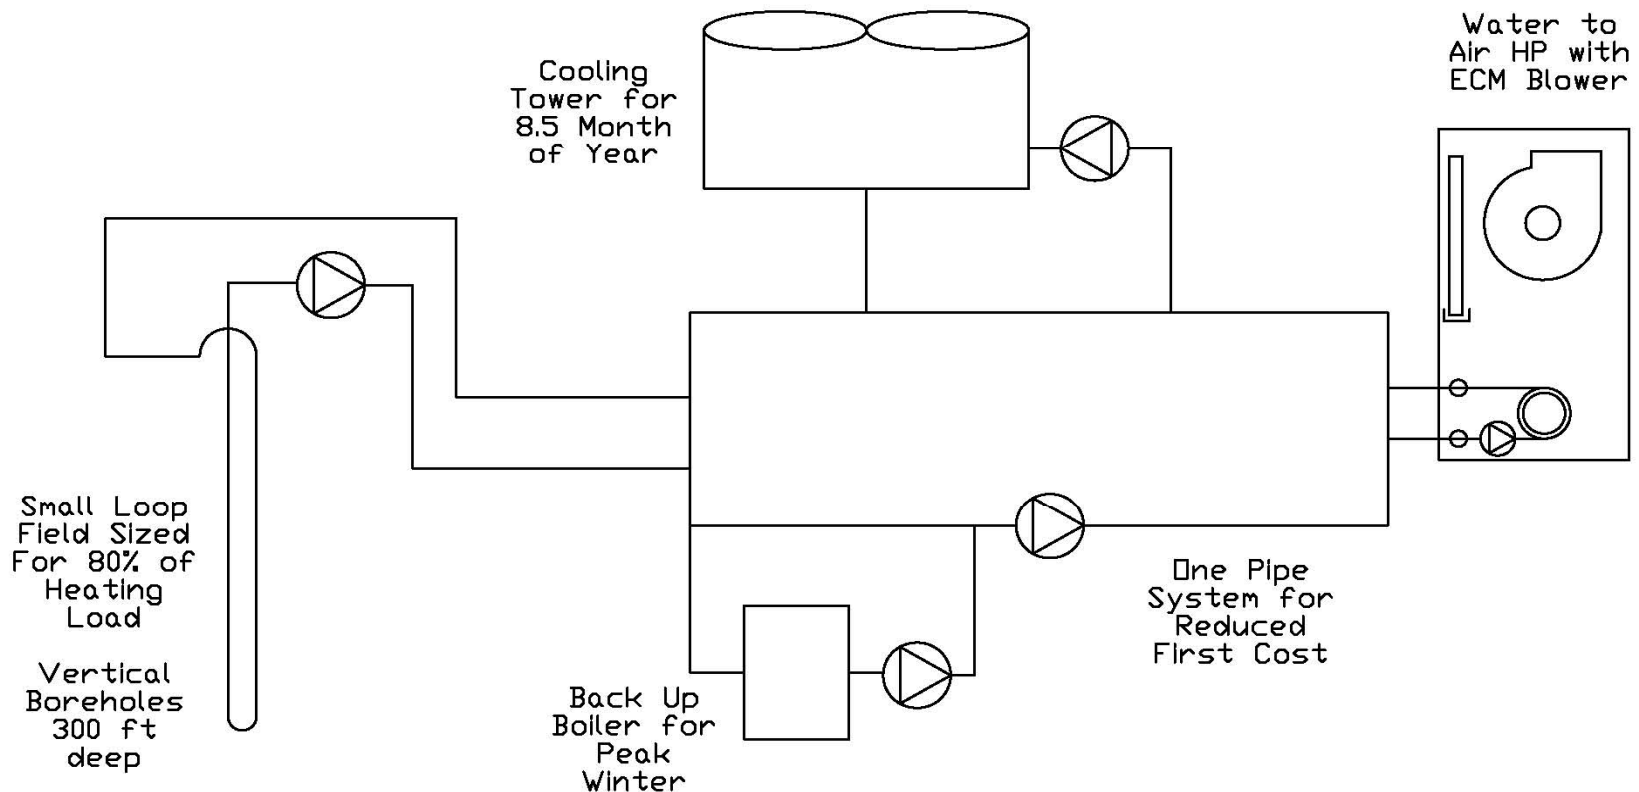 Water to
Air HP with
ECM Blower
Cooling
Tower for
8.5 Month
of Year
Small Loop
Field Sized
For 80% of
Heating
Load
Vertical
Boreholes
300 ft
deep
One Pipe
System for
Reduced
First Cost
Back Up
Boiler for
Peak
Winter